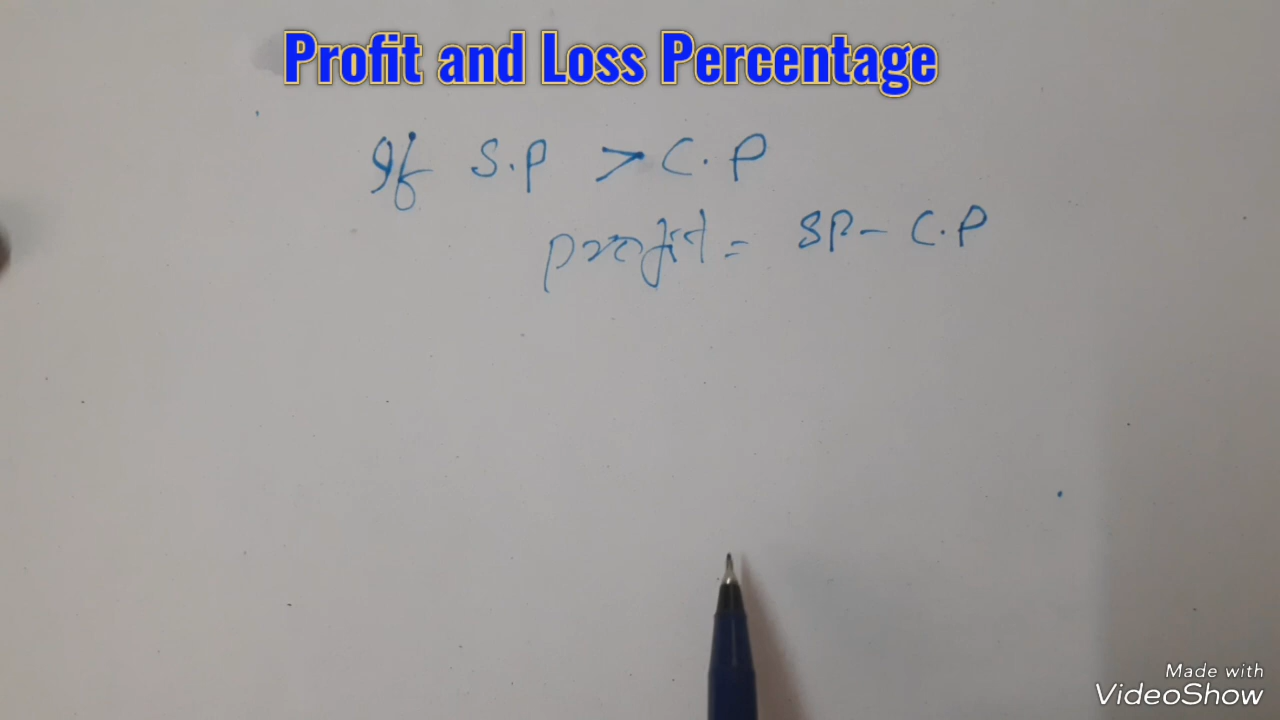 Profit and Loss Percentage
If S.P > C.P
profit = SP - C.P
Made with
VideoShow